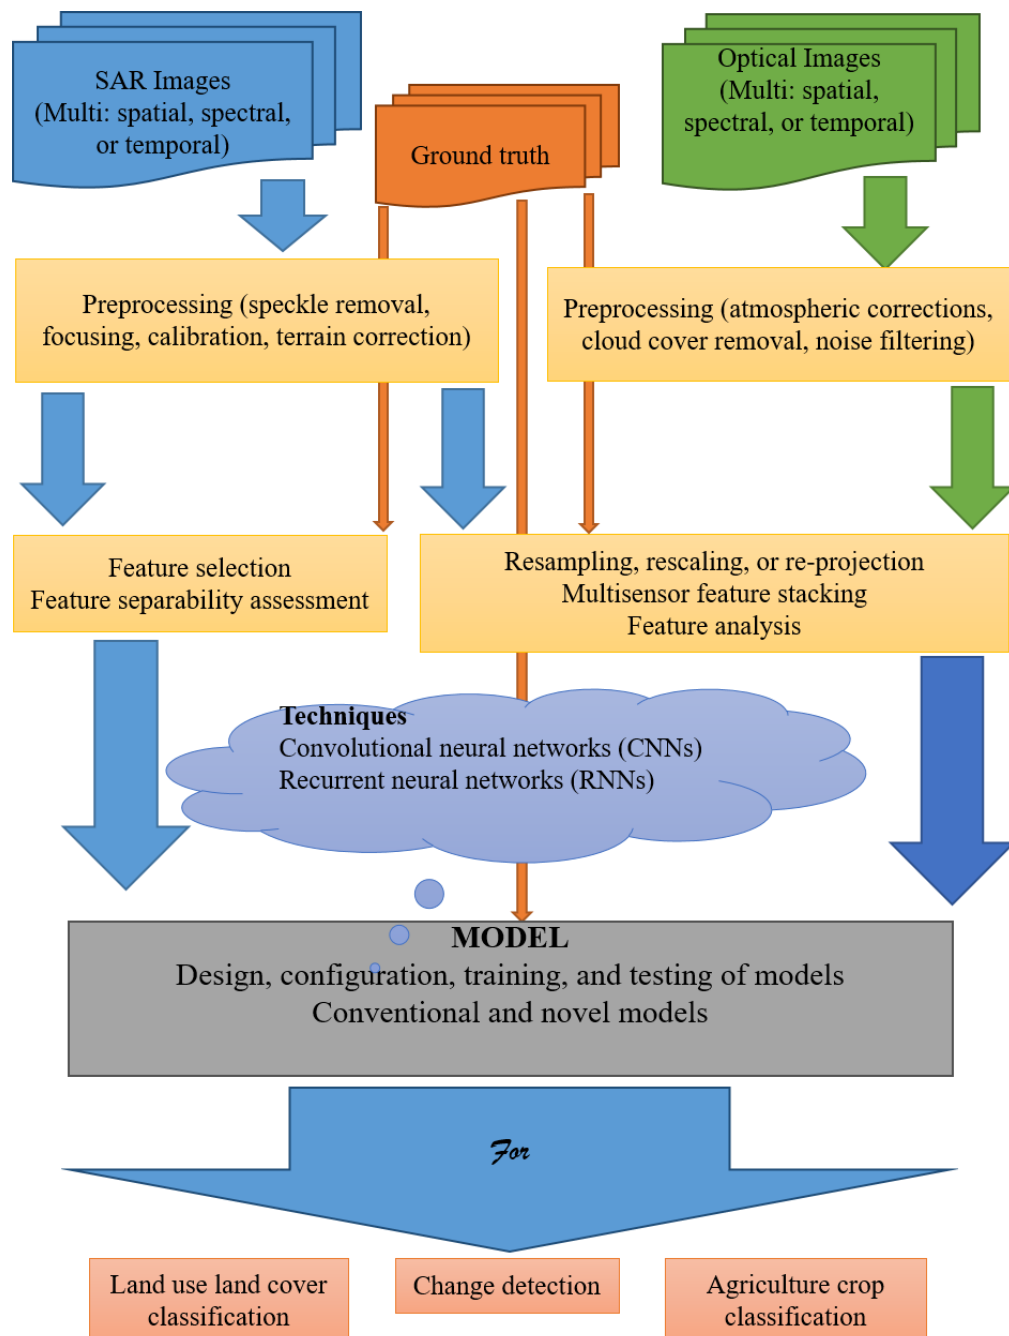 SAR Images
(Multi: spatial, spectral,
or temporal)
Ground truth
Optical Images
(Multi: spatial,
spectral, or temporal)
Preprocessing (speckle removal,
focusing, calibration, terrain correction)
Preprocessing (atmospheric corrections,
cloud cover removal, noise filtering)
Feature selection
Feature separability assessment
Resampling, rescaling, or re-projection
Multisensor feature stacking
Feature analysis
Techniques
Convolutional neural networks (CNNs)
Recurrent neural networks (RNNs)
MODEL
Design, configuration, training, and testing of models
Conventional and novel models
For
Land use land cover
classification
Change detection
Agriculture crop
classification